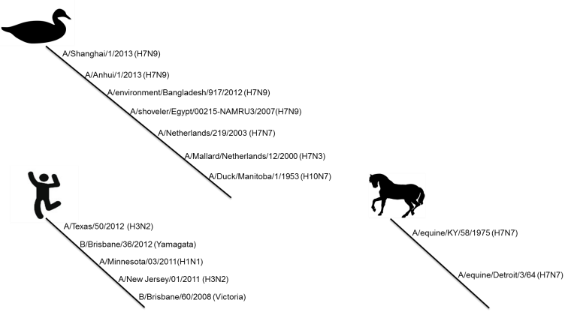 A/Shanghai/1/2013 (H7N9)
A/Anhui/1/2013 (H7N9)
A/environment/Bangladesh/917/2012 (H7N9)
A/shoveler/Egypt/00215-NAMRU3/2007(H7N9)
A/Netherlands/219/2003 (H7N7)
A/Mallard/Netherlands/12/2000 (H7N3)
A/Duck/Manitoba/1/1953 (H10N7)
A/Texas/50/2012 (H3N2)
B/Brisbane/36/2012 (Yamagata)
A/Minnesota/03/2011(H1N1)
A/New Jersey/01/2011 (H3N2)
B/Brisbane/60/2008 (Victoria)
A/equine/KY/58/1975 (H7N7)
A/equine/Detroit/3/64 (H7N7)